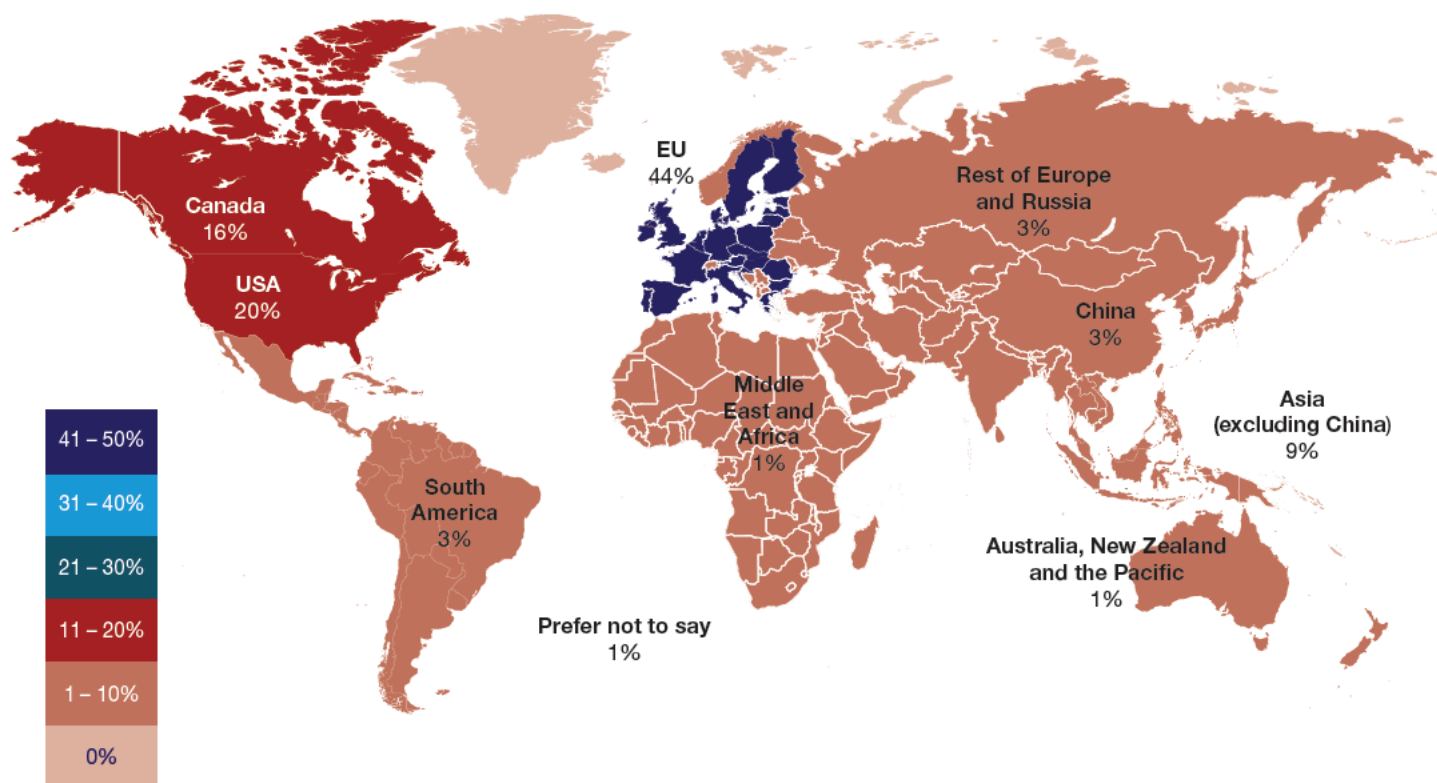 EU
44%
Canada
16%
USA
20%
Rest of Europe
and Russia
3%
China
3%
Middle
East and
Africa
1%
Asia
(excluding China)
9%
South
America
3%
Australia, New Zealand
and the Pacific
1%
Prefer not to say
1%
41 – 50%
31 – 40%
21 – 30%
11 – 20%
1 – 10%
0%